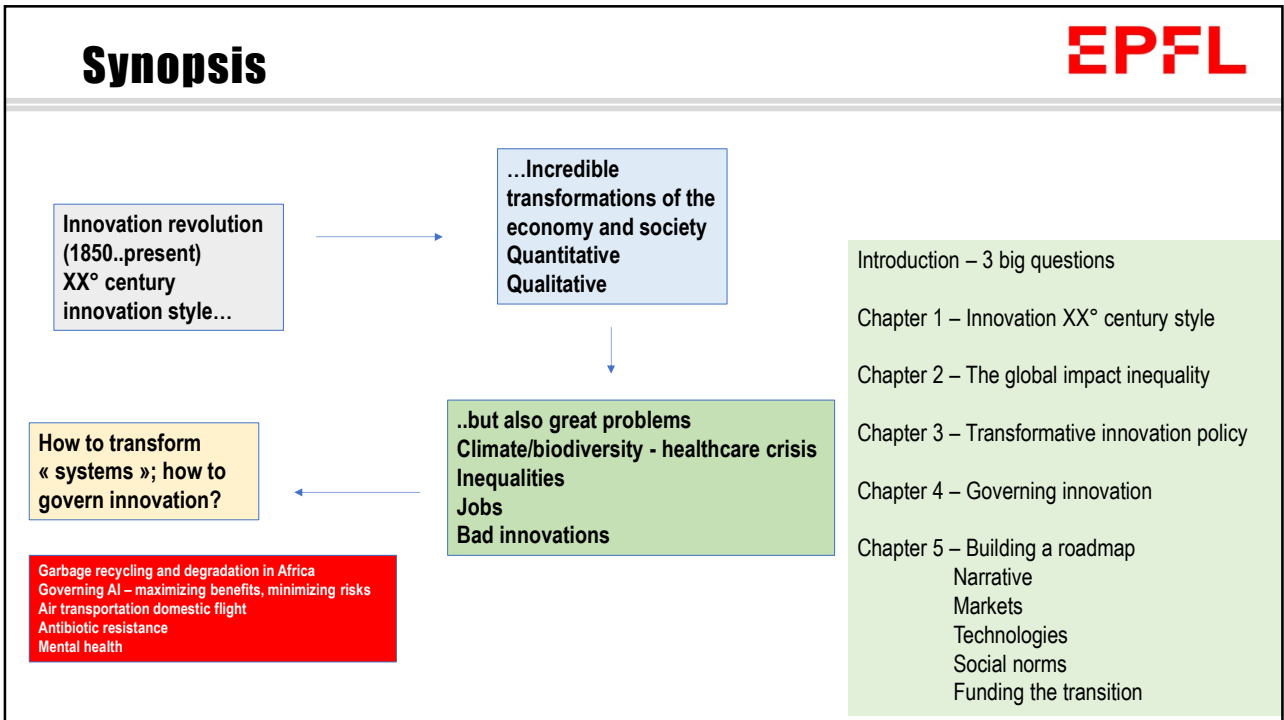 Synopsis
EPFL
Innovation revolution
(1850..present)
XX° century
innovation style…
…Incredible
transformations of the
economy and society
Quantitative
Qualitative
..but also great problems
Climate/biodiversity - healthcare crisis
Inequalities
Jobs
Bad innovations
How to transform
« systems »; how to
govern innovation?
Garbage recycling and degradation in Africa
Governing AI – maximizing benefits, minimizing risks
Air transportation domestic flight
Antibiotic resistance
Mental health
Introduction – 3 big questions
Chapter 1 – Innovation XX° century style
Chapter 2 – The global impact inequality
Chapter 3 – Transformative innovation policy
Chapter 4 – Governing innovation
Chapter 5 – Building a roadmap
Narrative
Markets
Technologies
Social norms
Funding the transition